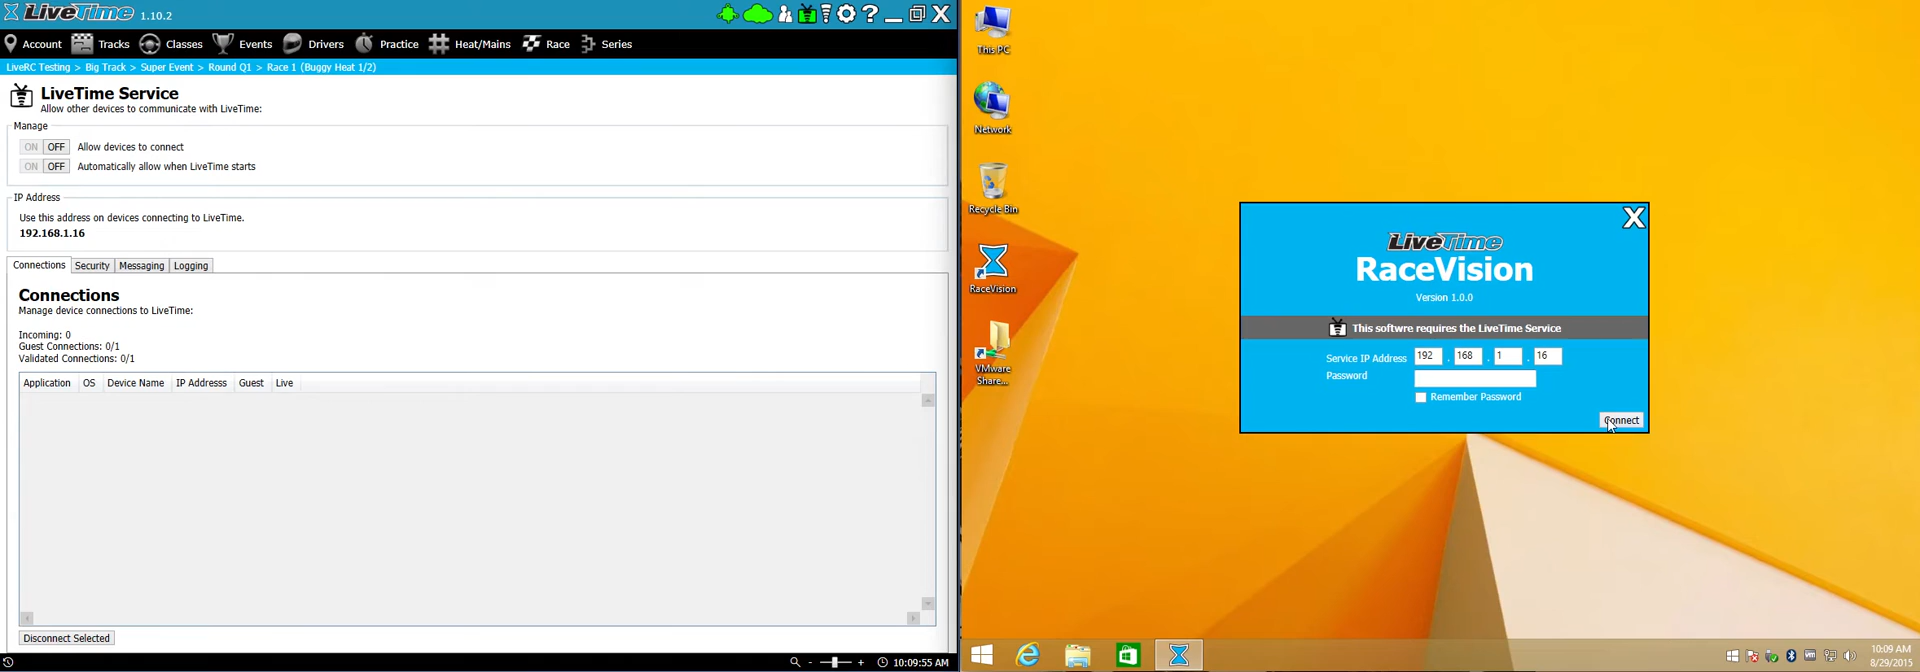 LiveTime 1.10.2
Account Tracks Classes Events Drivers Practice Heat/Mains Race Series
LiveRC Testing > Big Track > Super Event > Round Q1 > Race 1 (Buggy Heat 1/2)
LiveTime Service
Allow other devices to communicate with LiveTime:
Manage
ON OFF Allow devices to connect
ON OFF Automatically allow when LiveTime starts
IP Address
Use this address on devices connecting to LiveTime.
192.168.1.16
Connections Security Messaging Logging
Connections
Manage device connections to LiveTime:
Incoming: 0
Guest Connections: 0/1
Validated Connections: 0/1
Application OS Device Name IP Addresss Guest Live
Disconnect Selected
- + 10:09:55 AM
This PC
Network
Recycle Bin
RaceVision
VMware
Share...
X
LiveTime
RaceVision
Version 1.0.0
This softwre requires the LiveTime Service
Service IP Address 192 . 168 . 1 . 16
Password
Remember Password
Connect
10:09 AM
8/29/2015